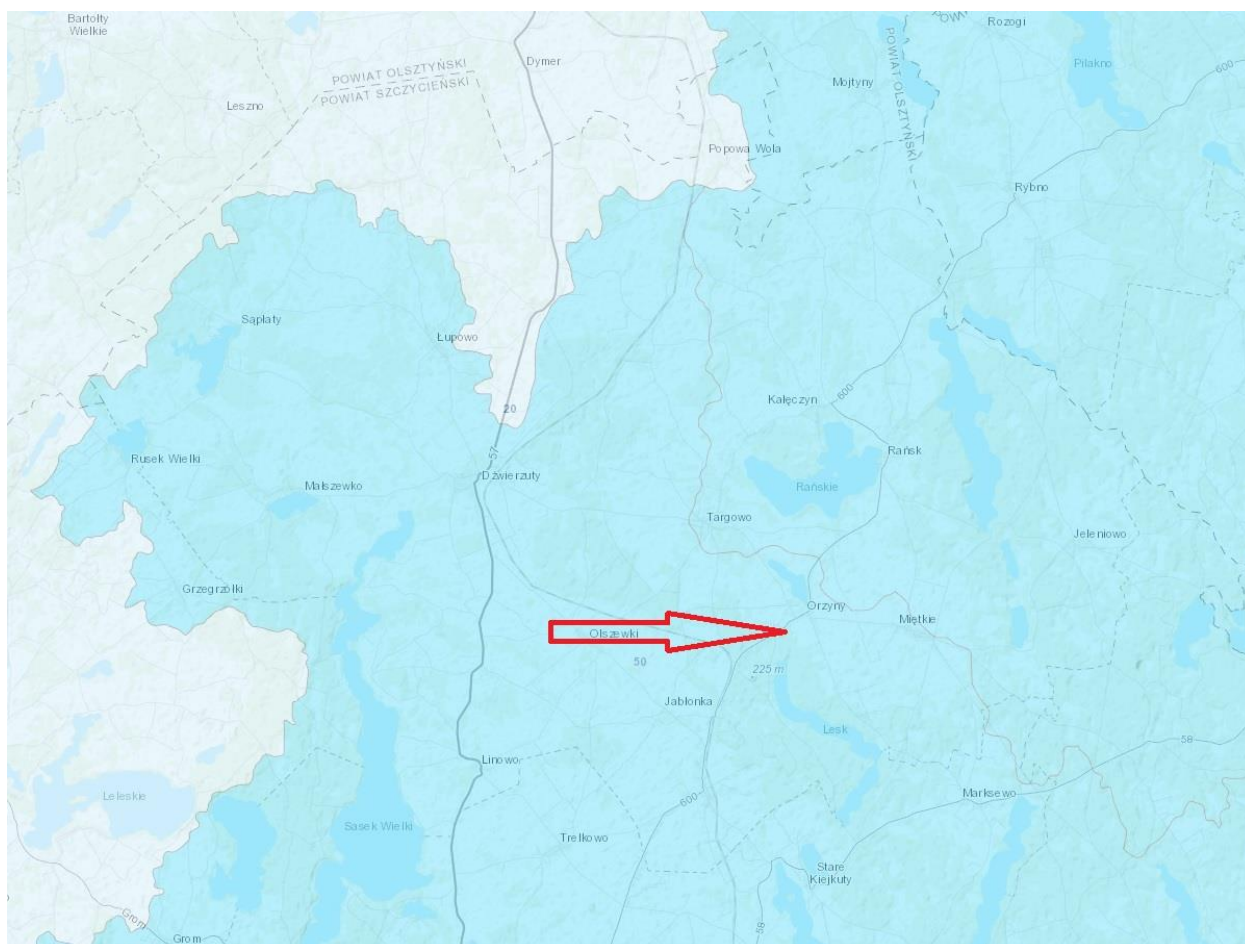 Bartołty
Wielkie
Rozogi
POWIAT OLSZTYŃSKI
POWIAT SZCZYCIEŃSKI
Dymer
Mojtyny
Pilakno
600
Leszno
OLSZTYŃSKI
POWIAT
Popowa Wola
Rybno
Sąpłaty
Łupowo
600
Kałęczyn
20
57
Rańsk
Rusek Wielki
Dźwierzuty
Małszewko
Rańskie
Targowo
Jeleniowo
Grzegrzółki
Orzyny
Miętkie
Olszewki
50
225 m
Jabłonka
Lesk
58
Linowo
Leleskie
600
Marksewo
Sasek Wielki
Trelkowo
Stare
Kiejkuty
Grom
Grom
58